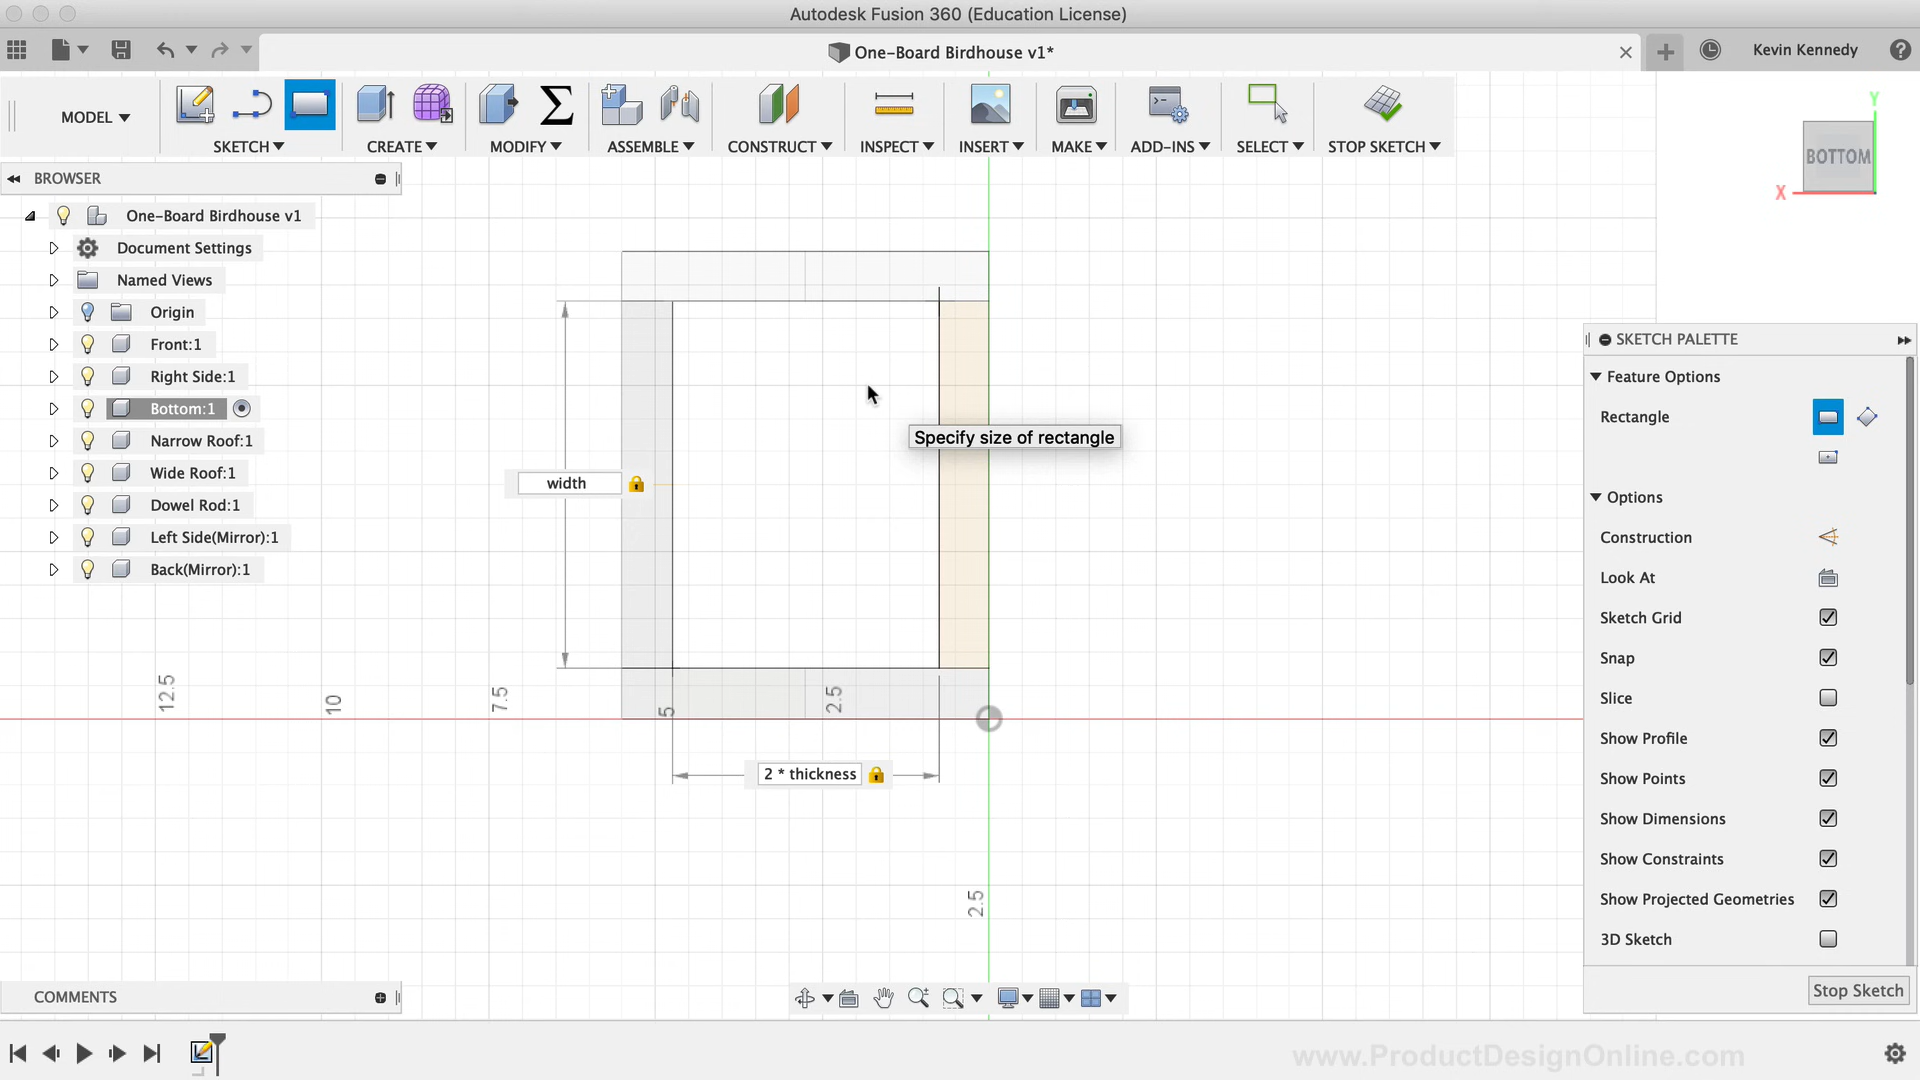 Autodesk Fusion 360 (Education License)
One-Board Birdhouse v1*
Kevin Kennedy
MODEL
SKETCH
CREATE
MODIFY
ASSEMBLE
CONSTRUCT
INSPECT
INSERT
MAKE
ADD-INS
SELECT
STOP SKETCH
Y
BOTTOM
X
BROWSER
One-Board Birdhouse v1
Document Settings
Named Views
Origin
Front:1
Right Side:1
Bottom:1
Narrow Roof:1
Wide Roof:1
Dowel Rod:1
Left Side(Mirror):1
Back(Mirror):1
Specify size of rectangle
width
12.5
10
7.5
5
2.5
2 * thickness
2.5
SKETCH PALETTE
Feature Options
Rectangle
Options
Construction
Look At
Sketch Grid
Snap
Slice
Show Profile
Show Points
Show Dimensions
Show Constraints
Show Projected Geometries
3D Sketch
Stop Sketch
COMMENTS
www.ProductDesignOnline.com